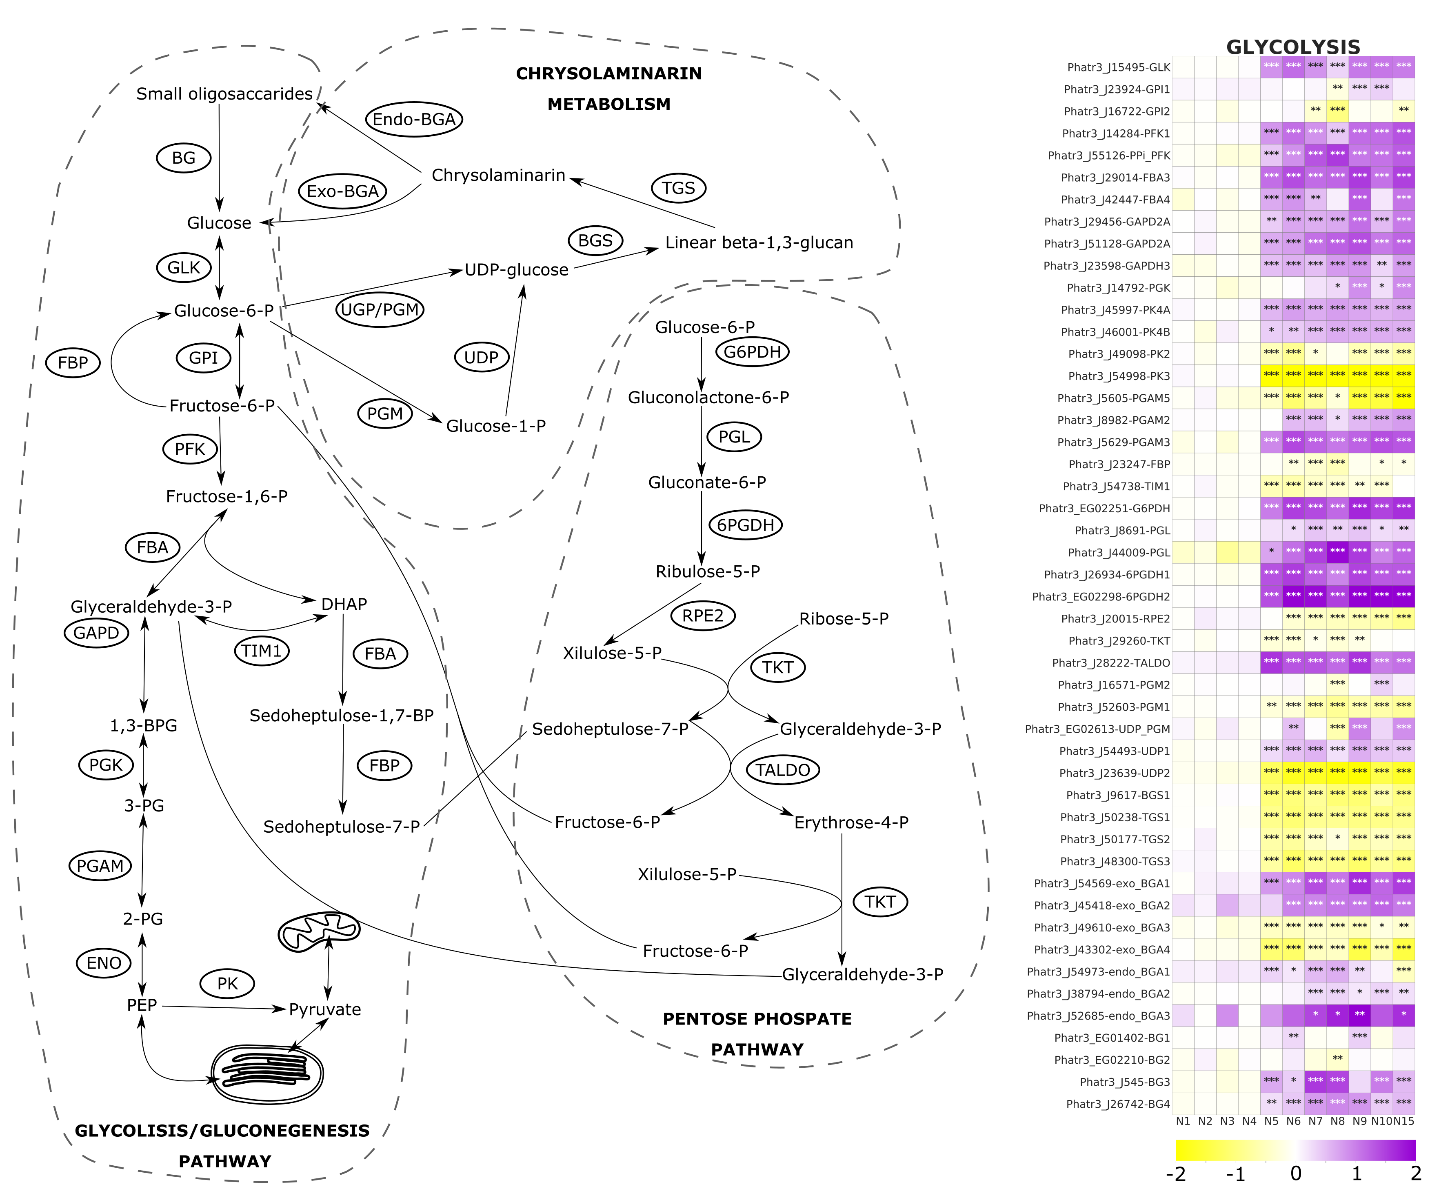 CHRYSOLAMINARIN
METABOLISM
Small oligosaccarides
Endo-BGA
BG
Exo-BGA
Chrysolaminarin
TGS
Glucose
BGS
Linear beta-1,3-glucan
GLK
UDP-glucose
Glucose-6-P
UGP/PGM
FBP
GPI
UDP
Fructose-6-P
PGM
Glucose-1-P
PFK
Fructose-1,6-P
FBA
Glyceraldehyde-3-P
DHAP
GAPD
TIM1
FBA
1,3-BPG
Sedoheptulose-1,7-BP
PGK
FBP
3-PG
Sedoheptulose-7-P
PGAM
2-PG
ENO
PK
PEP
Pyruvate
GLYCOLISIS/GLUCONEGENESIS
PATHWAY
Glucose-6-P
G6PDH
Gluconolactone-6-P
PGL
Gluconate-6-P
6PGDH
Ribulose-5-P
RPE2
Ribose-5-P
Xilulose-5-P
TKT
Sedoheptulose-7-P
Glyceraldehyde-3-P
TALDO
Fructose-6-P
Erythrose-4-P
Xilulose-5-P
TKT
Fructose-6-P
Glyceraldehyde-3-P
PENTOSE PHOSPATE
PATHWAY
GLYCOLYSIS
Phatr3_J15495-GLK
Phatr3_J23924-GPI1
Phatr3_J16722-GPI2
Phatr3_J14284-PFK1
Phatr3_J55126-PPi_PFK
Phatr3_J29014-FBA3
Phatr3_J42447-FBA4
Phatr3_J29456-GAPD2A
Phatr3_J51128-GAPD2A
Phatr3_J23598-GAPDH3
Phatr3_J14792-PGK
Phatr3_J45997-PK4A
Phatr3_J46001-PK4B
Phatr3_J49098-PK2
Phatr3_J54998-PK3
Phatr3_J5605-PGAM5
Phatr3_J8982-PGAM2
Phatr3_J5629-PGAM3
Phatr3_J23247-FBP
Phatr3_J54738-TIM1
Phatr3_EG02251-G6PDH
Phatr3_J8691-PGL
Phatr3_J44009-PGL
Phatr3_J26934-6PGDH1
Phatr3_EG02298-6PGDH2
Phatr3_J20015-RPE2
Phatr3_J29260-TKT
Phatr3_J28222-TALDO
Phatr3_J16571-PGM2
Phatr3_J52603-PGM1
Phatr3_EG02613-UDP_PGM
Phatr3_J54493-UDP1
Phatr3_J23639-UDP2
Phatr3_J9617-BGS1
Phatr3_J50238-TGS1
Phatr3_J50177-TGS2
Phatr3_J48300-TGS3
Phatr3_J54569-exo_BGA1
Phatr3_J45418-exo_BGA2
Phatr3_J49610-exo_BGA3
Phatr3_J43302-exo_BGA4
Phatr3_J54973-endo_BGA1
Phatr3_J38794-endo_BGA2
Phatr3_J52685-endo_BGA3
Phatr3_EG01402-BG1
Phatr3_EG02210-BG2
Phatr3_J545-BG3
Phatr3_J26742-BG4
N1 N2 N3 N4 N5 N6 N7 N8 N9 N10 N15
-2 -1 0 1 2